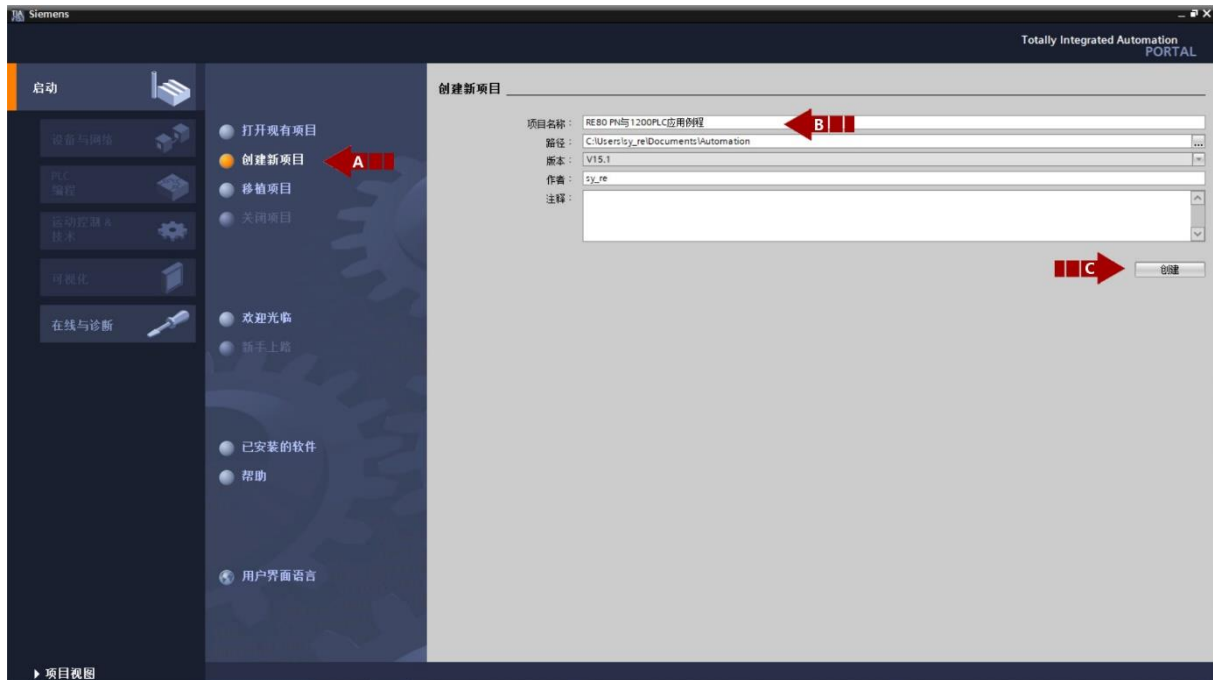 Siemens
Totally Integrated Automation
PORTAL
启动
设备与网络
PLC
编程
运动控制 &
技术
可视化
在线与诊断
打开现有项目
创建新项目
A
移植项目
关闭项目
欢迎光临
新手上路
已安装的软件
帮助
用户界面语言
创建新项目
项目名称： REBO PN与1200PLC应用例程
B
路径： C:\Users\sy_re\Documents\Automation
...
版本： V15.1
作者： sy_re
注释：
C
创建
项目视图